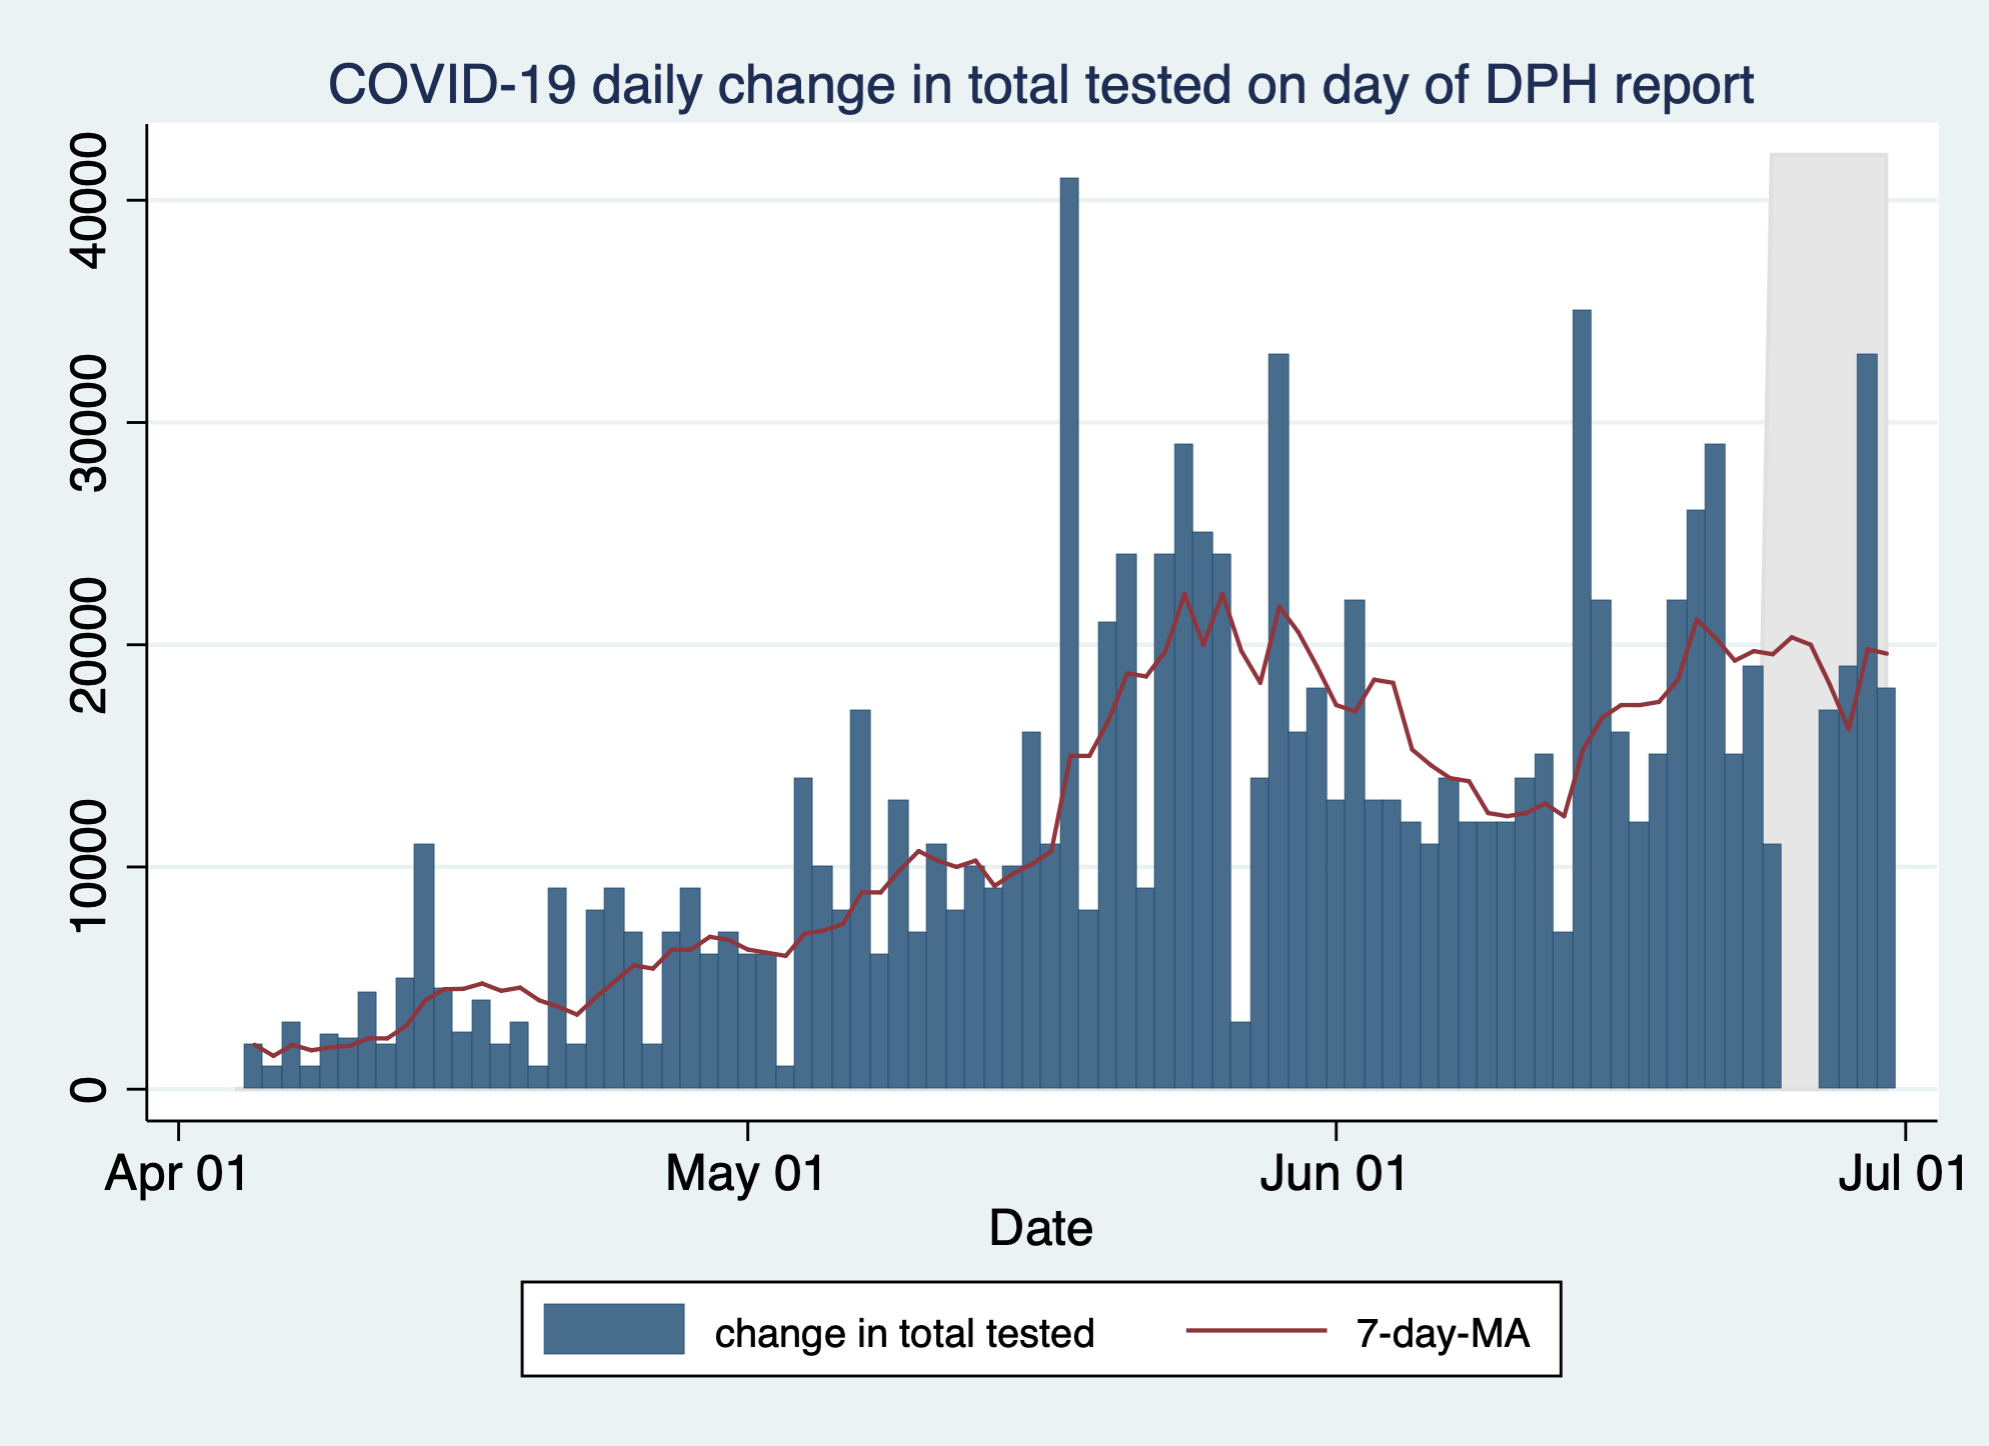 COVID-19 daily change in total tested on day of DPH report
40000
30000
20000
10000
0
Apr 01 May 01 Jun 01 Jul 01
Date
change in total tested 7-day-MA